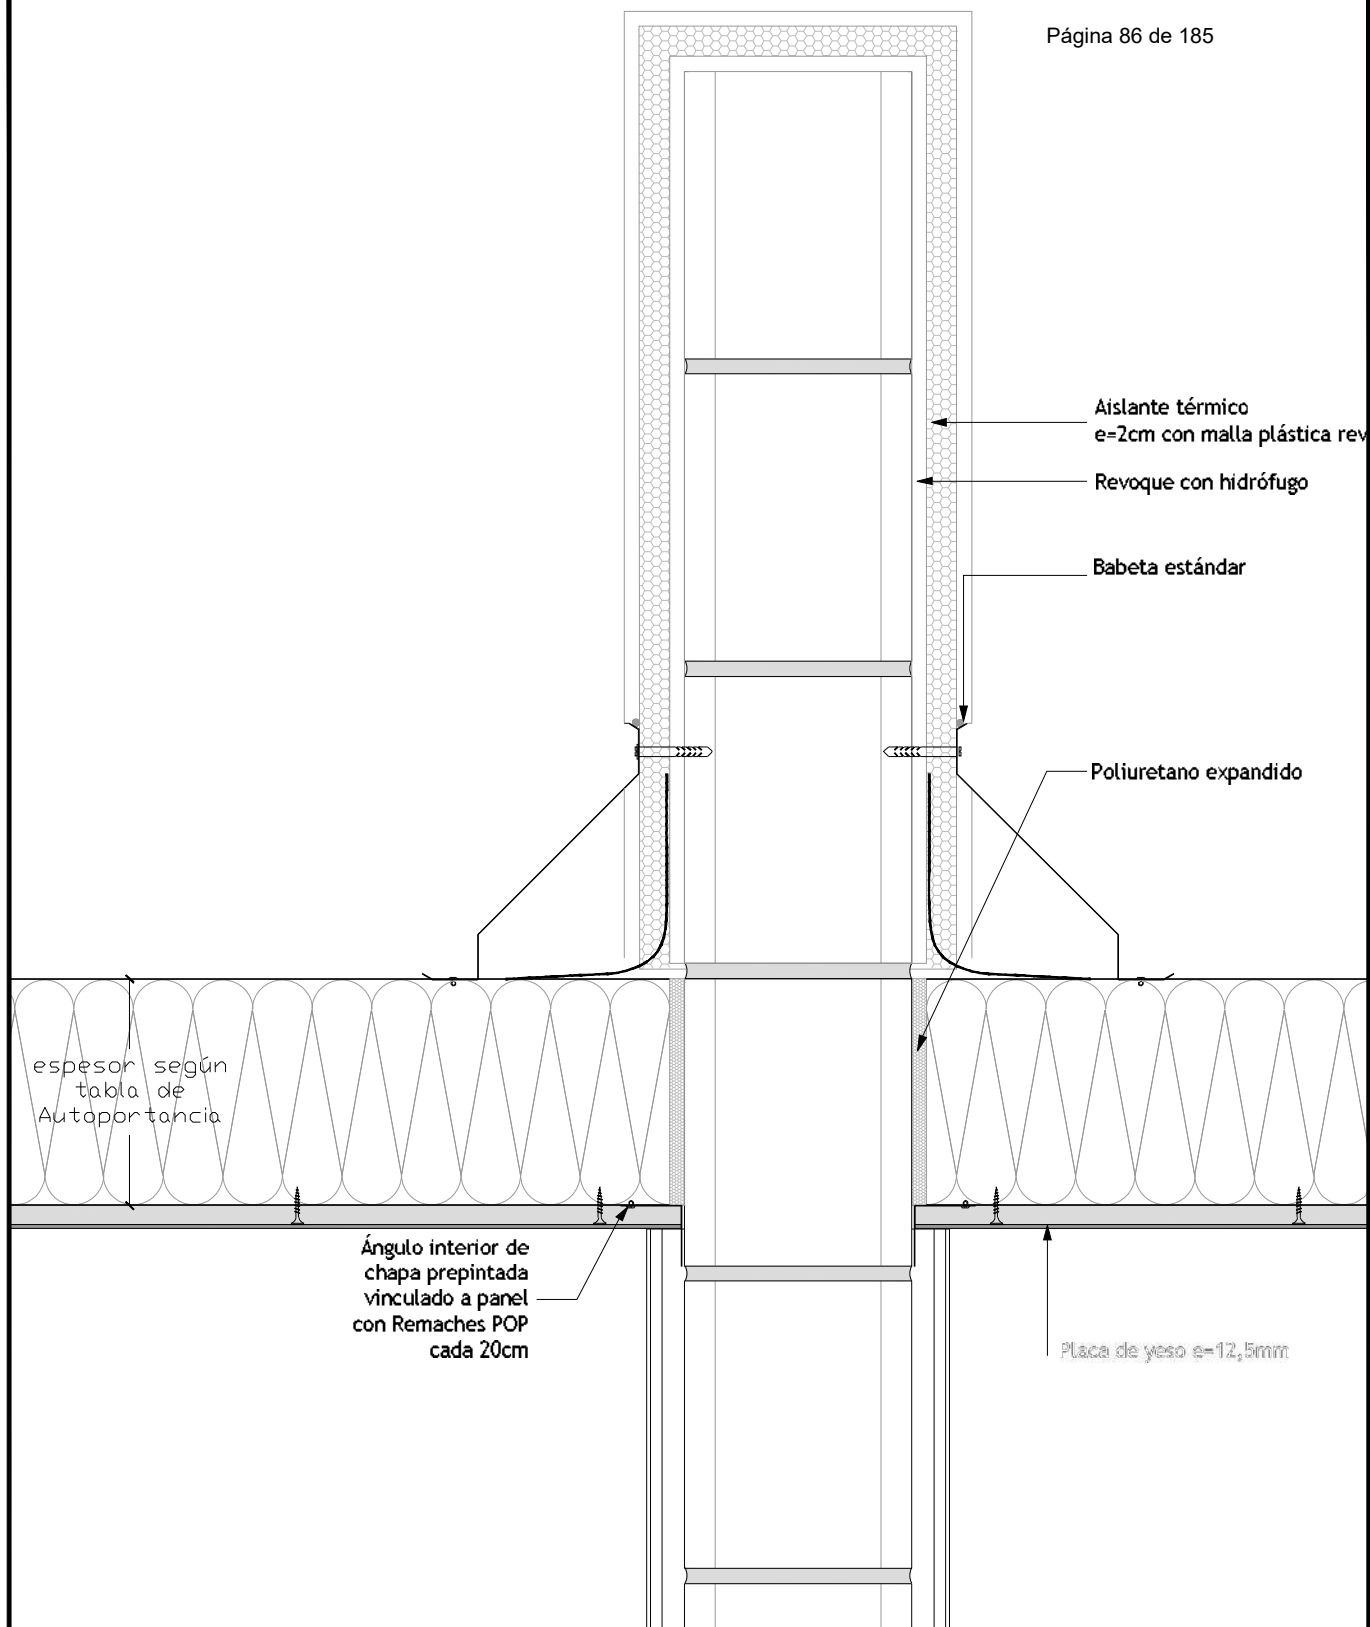 Página 86 de 185
Aislante térmico
e=2cm con malla plástica rev
Revoque con hidrófugo
Babeta estándar
Poliuretano expandido
espesor según
tabla de
Autoportancia
Ángulo interior de
chapa prepintada
vinculado a panel
con Remaches POP
cada 20cm
Placa de yeso e=12,5mm